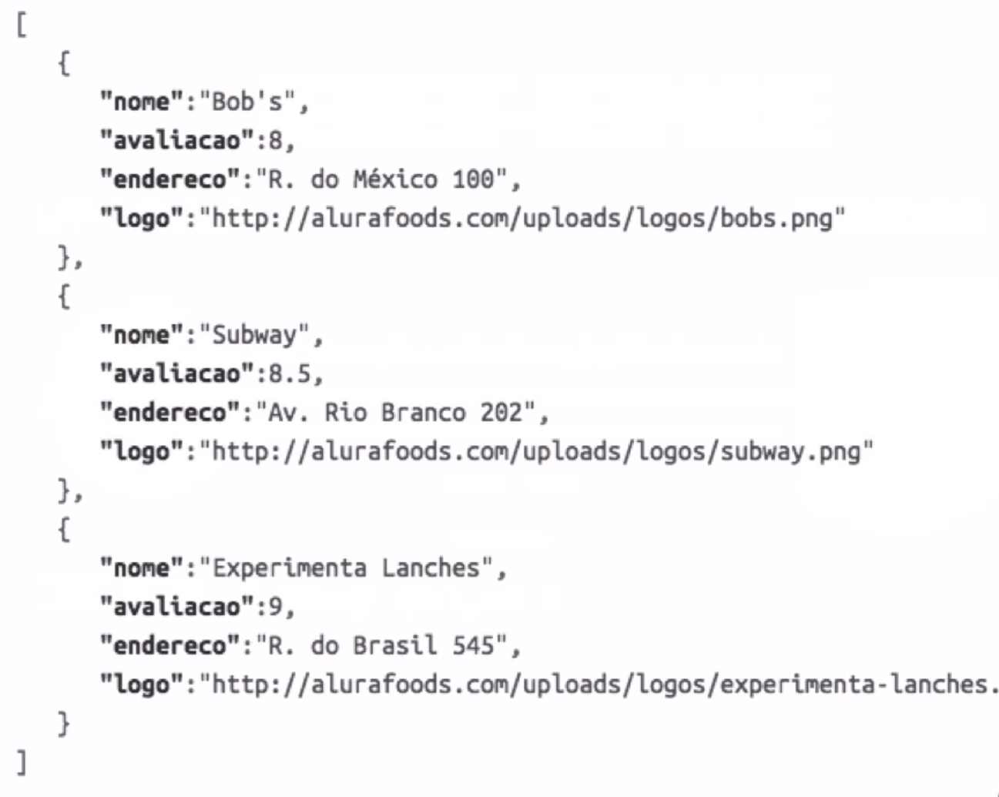 [
{
"nome":"Bob's",
"avaliacao":8,
"endereco":"R. do México 100",
"logo":"http://alurafoods.com/uploads/logos/bobs.png"
},
{
"nome":"Subway",
"avaliacao":8.5,
"endereco":"Av. Rio Branco 202",
"logo":"http://alurafoods.com/uploads/logos/subway.png"
},
{
"nome":"Experimenta Lanches",
"avaliacao":9,
"endereco":"R. do Brasil 545",
"logo":"http://alurafoods.com/uploads/logos/experimenta-lanches.
}
]